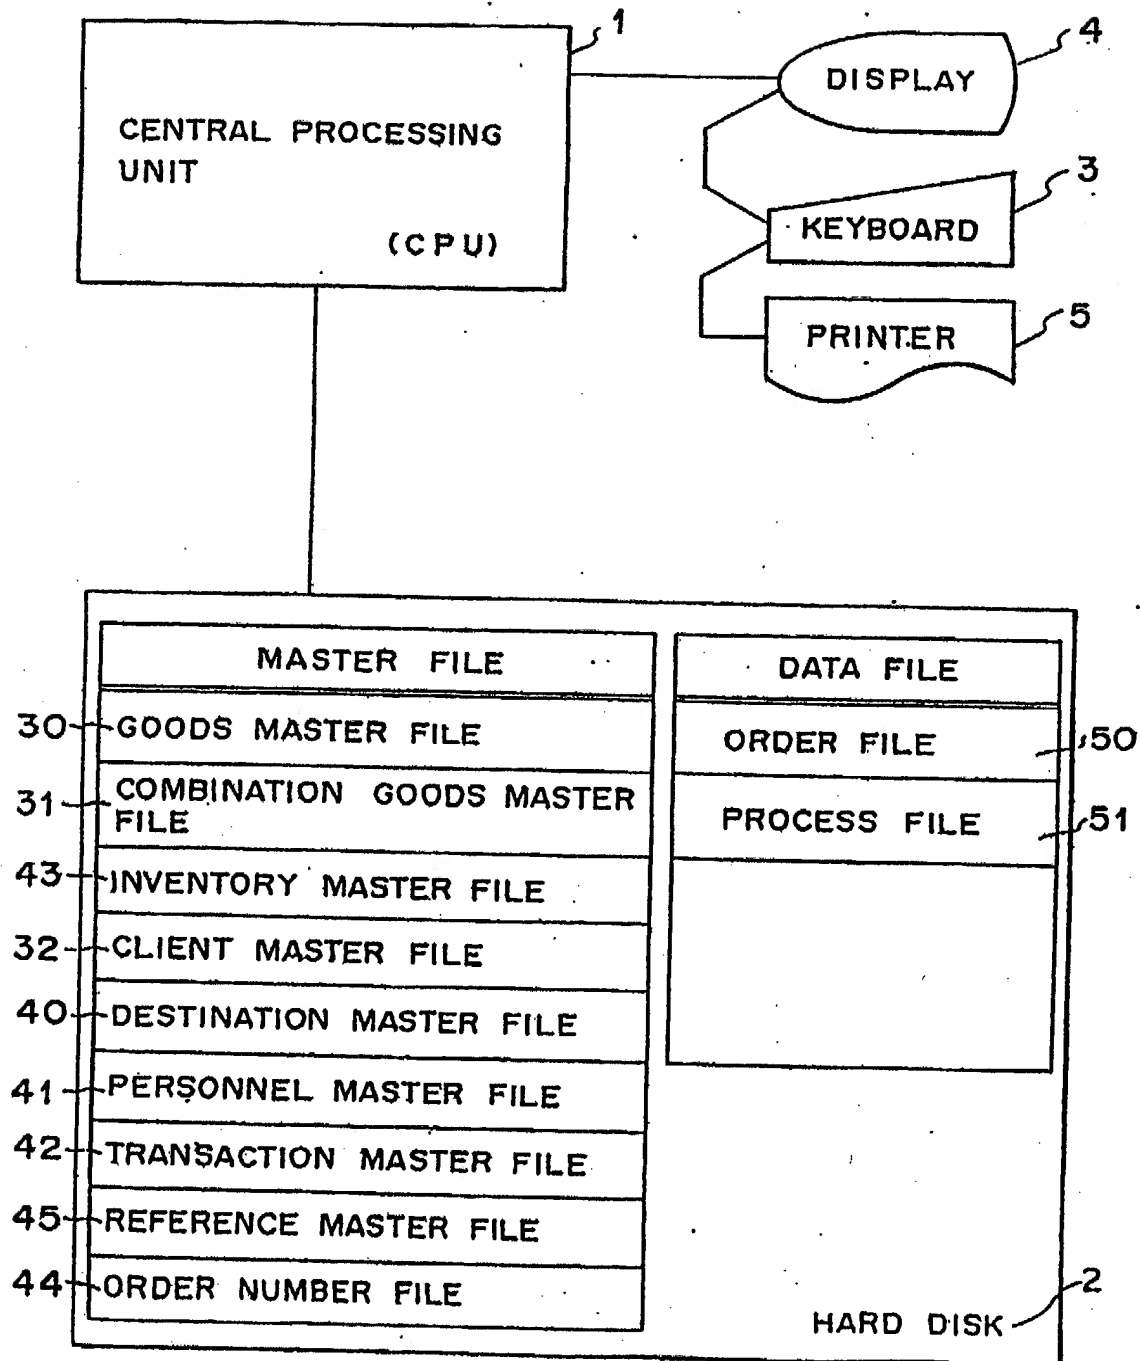 1
CENTRAL PROCESSING
UNIT
(CPU)
4
DISPLAY
3
KEYBOARD
5
PRINTER
MASTER FILE
30 GOODS MASTER FILE
31 COMBINATION GOODS MASTER
FILE
43 INVENTORY MASTER FILE
32 CLIENT MASTER FILE
40 DESTINATION MASTER FILE
41 PERSONNEL MASTER FILE
42 TRANSACTION MASTER FILE
45 REFERENCE MASTER FILE
44 ORDER NUMBER FILE
DATA FILE
ORDER FILE 50
PROCESS FILE 51
HARD DISK 2